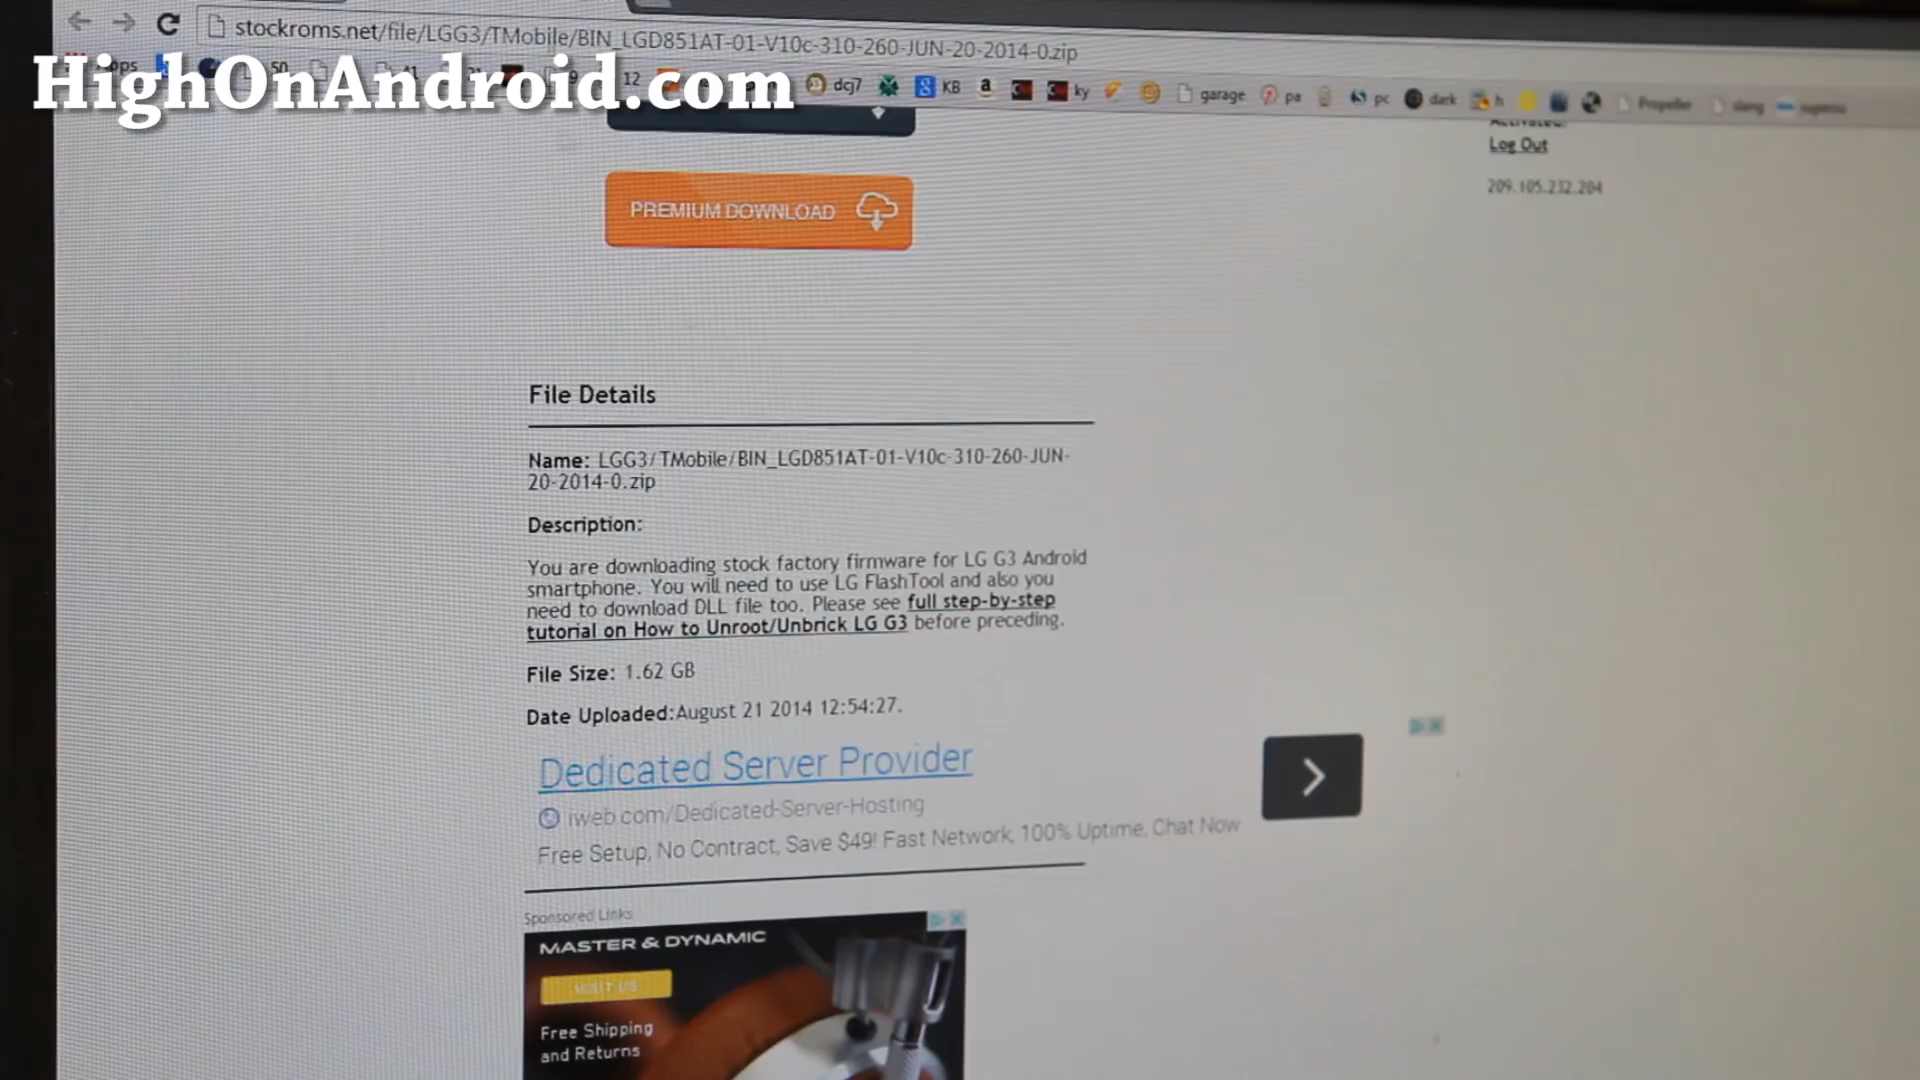 stockroms.net/file/LGG3/TMobile/BIN_LGD851AT-01-V10c-310-260-JUN-20-2014-0.zip
HighOnAndroid.com
12
dcj7
KB
ky
garage
pa
pc
dark
h
Propeller
Log Out
209.105.232.204
PREMIUM DOWNLOAD
File Details
Name: LGG3/TMobile/BIN_LGD851AT-01-V10c-310-260-JUN-
20-2014-0.zip
Description:
You are downloading stock factory firmware for LG G3 Android
smartphone. You will need to use LG FlashTool and also you
need to download DLL file too. Please see full step-by-step
tutorial on How to Unroot/Unbrick LG G3 before preceding.
File Size: 1.62 GB
Date Uploaded:August 21 2014 12:54:27.
Dedicated Server Provider
iweb.com/Dedicated-Server-Hosting
Free Setup, No Contract, Save $49! Fast Network, 100% Uptime, Chat Now
Sponsored Links
MASTER & DYNAMIC
VISIT US
Free Shipping
and Returns